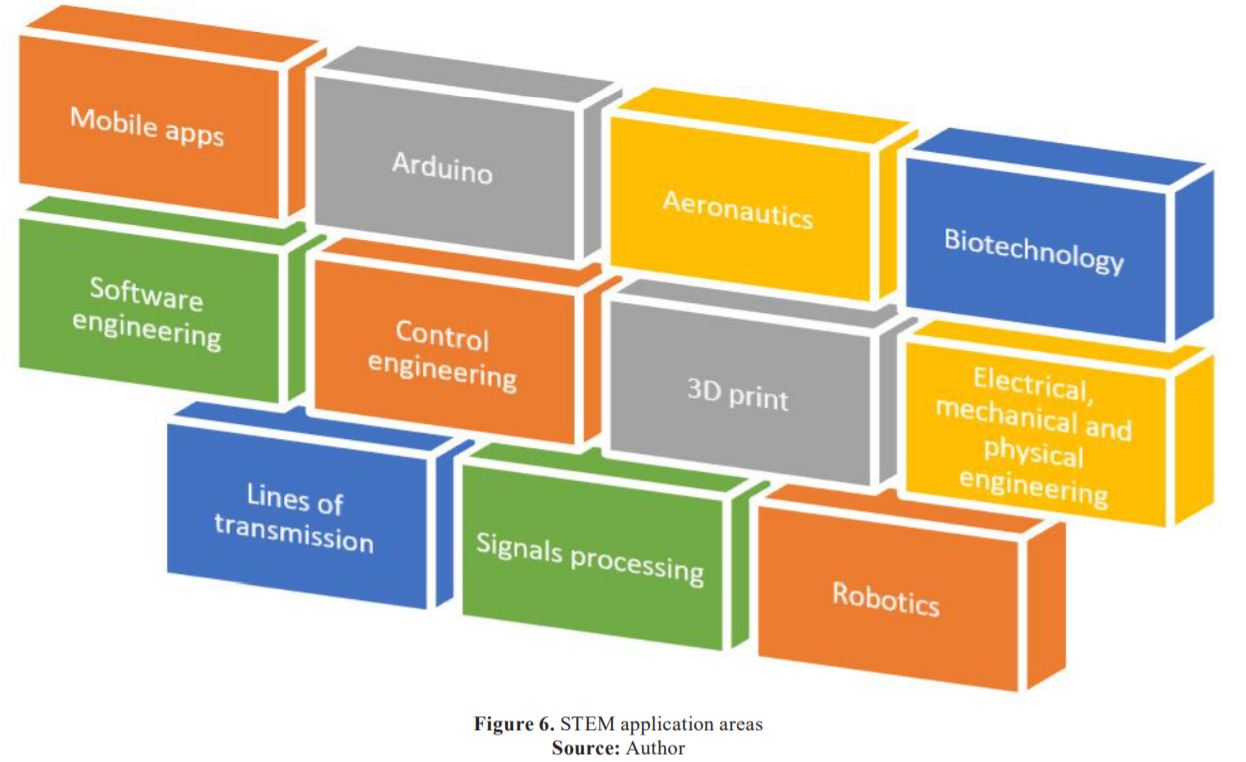 Mobile apps
Arduino
Aeronautics
Biotechnology
Software
engineering
Control
engineering
3D print
Electrical,
mechanical and
physical
engineering
Lines of
transmission
Signals processing
Robotics
Figure 6. STEM application areas
Source: Author